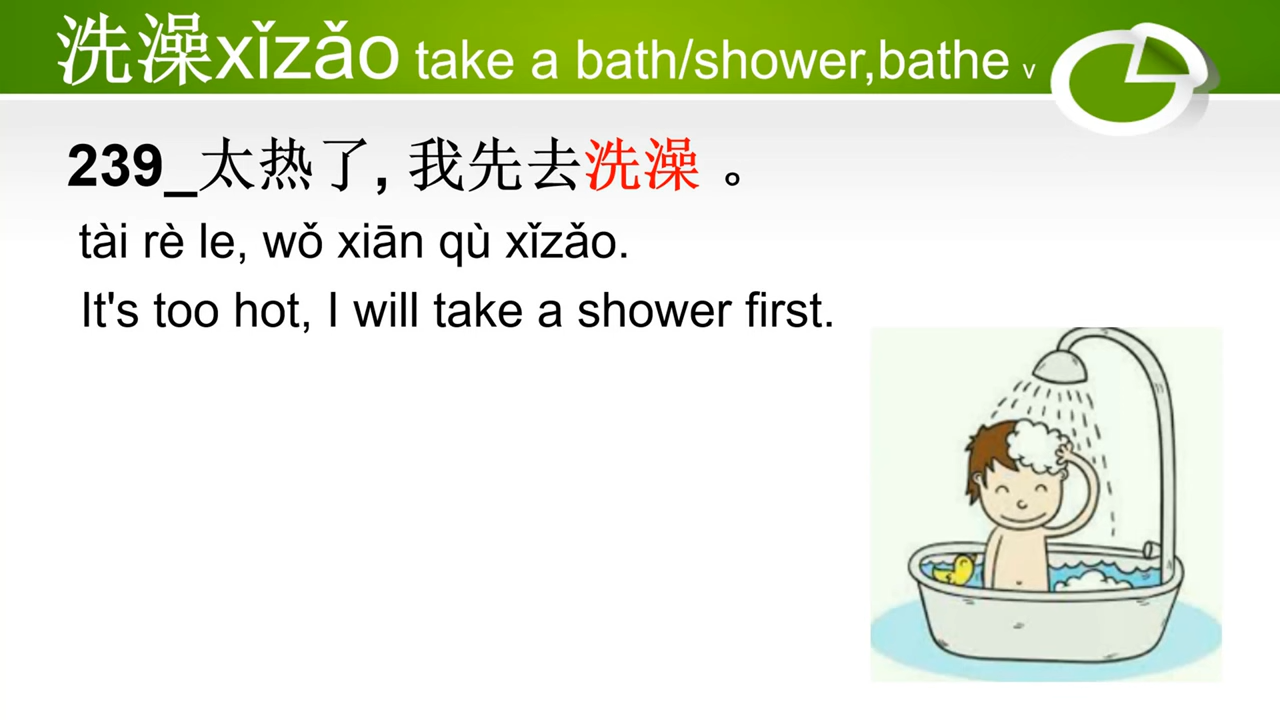 洗澡xǐzǎo take a bath/shower,bathe v
239_太热了, 我先去洗澡 。
tài rè le, wǒ xiān qù xǐzǎo.
It's too hot, I will take a shower first.